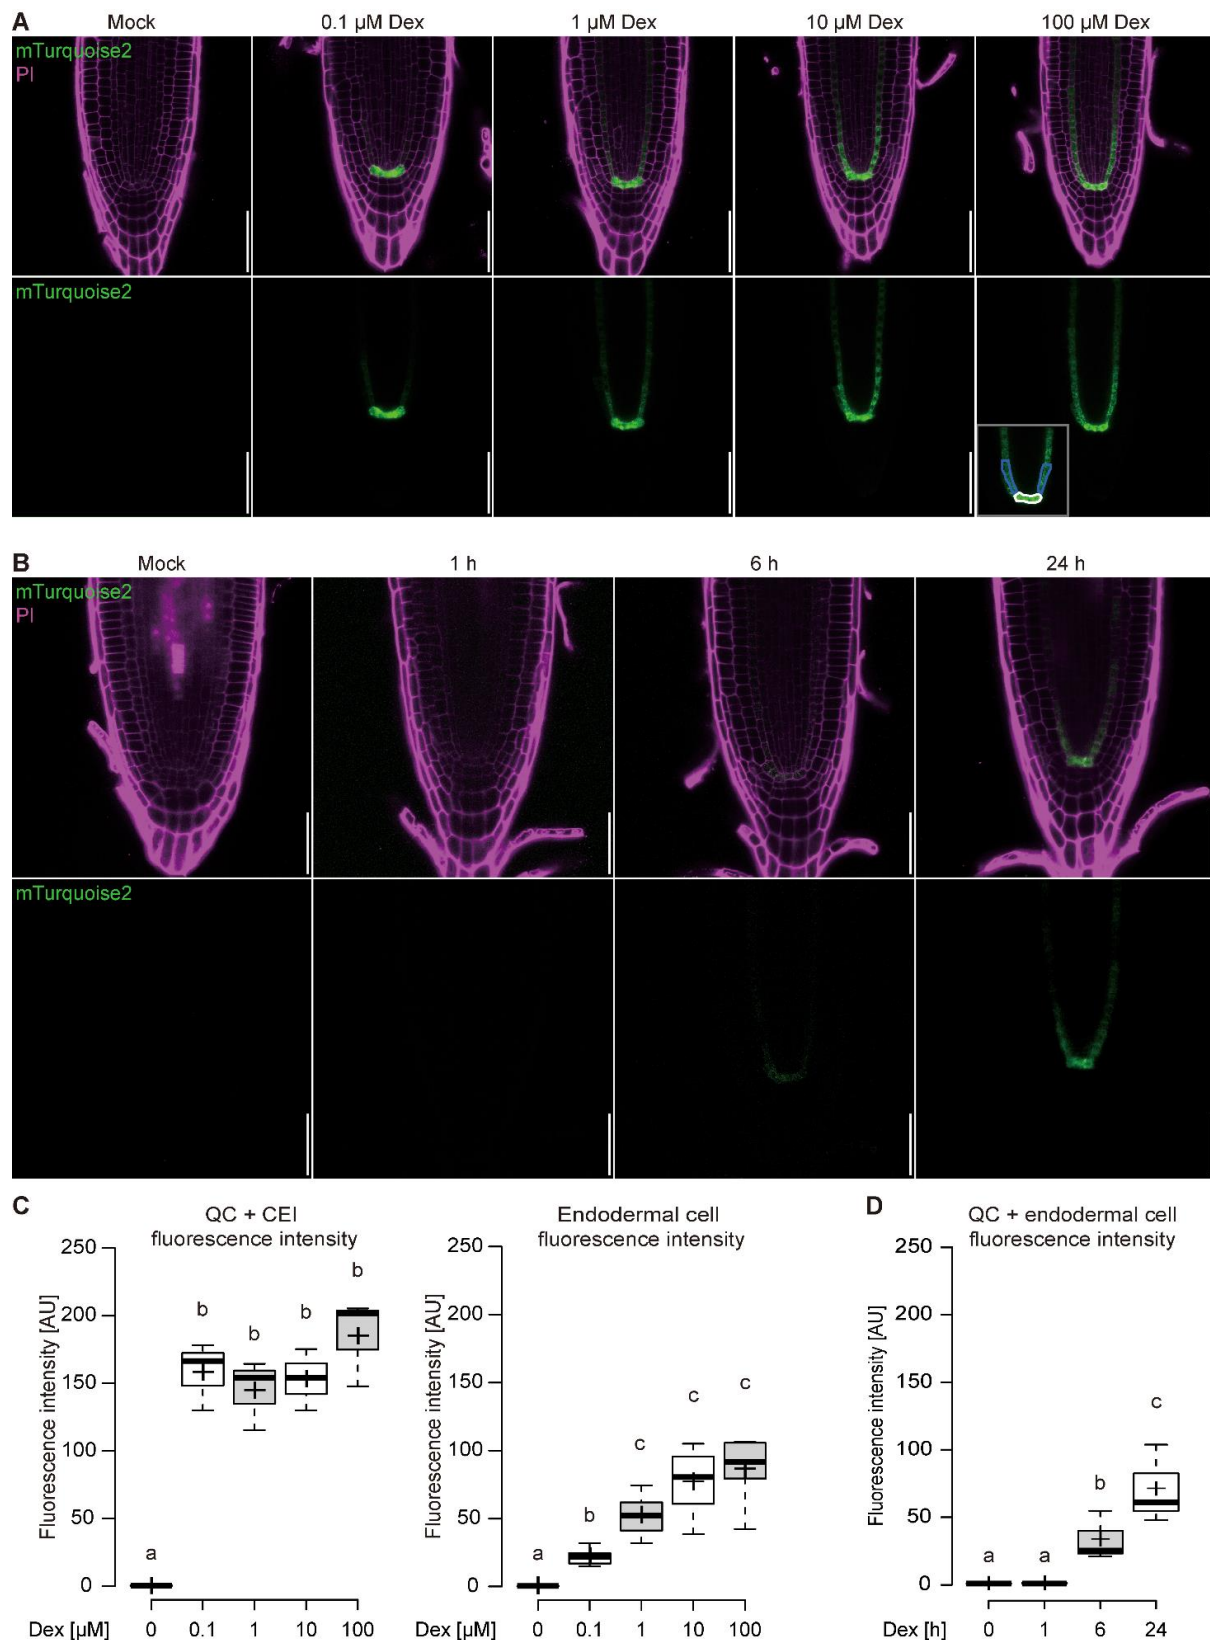 A
Mock 0.1 µM Dex 1 µM Dex 10 µM Dex 100 µM Dex
mTurquoise2
PI
mTurquoise2
B
Mock 1 h 6 h 24 h
mTurquoise2
PI
mTurquoise2
C
QC + CEI
fluorescence intensity
Fluorescence intensity [AU]
250
200
150
100
50
0
a b b b b
Dex [µM] 0 0.1 1 10 100
Endodermal cell
fluorescence intensity
Fluorescence intensity [AU]
250
200
150
100
50
0
a b c c c
Dex [µM] 0 0.1 1 10 100
D
QC + endodermal cell
fluorescence intensity
Fluorescence intensity [AU]
250
200
150
100
50
0
a a b c
Dex [h] 0 1 6 24